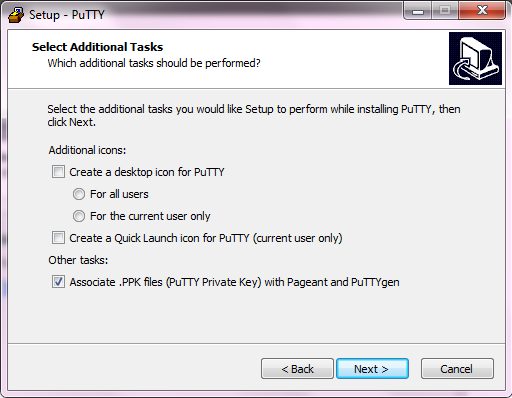 Setup - PuTTY
Select Additional Tasks
Which additional tasks should be performed?
Select the additional tasks you would like Setup to perform while installing PuTTY, then
click Next.
Additional icons:
Create a desktop icon for PuTTY
For all users
For the current user only
Create a Quick Launch icon for PuTTY (current user only)
Other tasks:
Associate .PPK files (PuTTY Private Key) with Pageant and PuTTYgen
< Back
Next >
Cancel